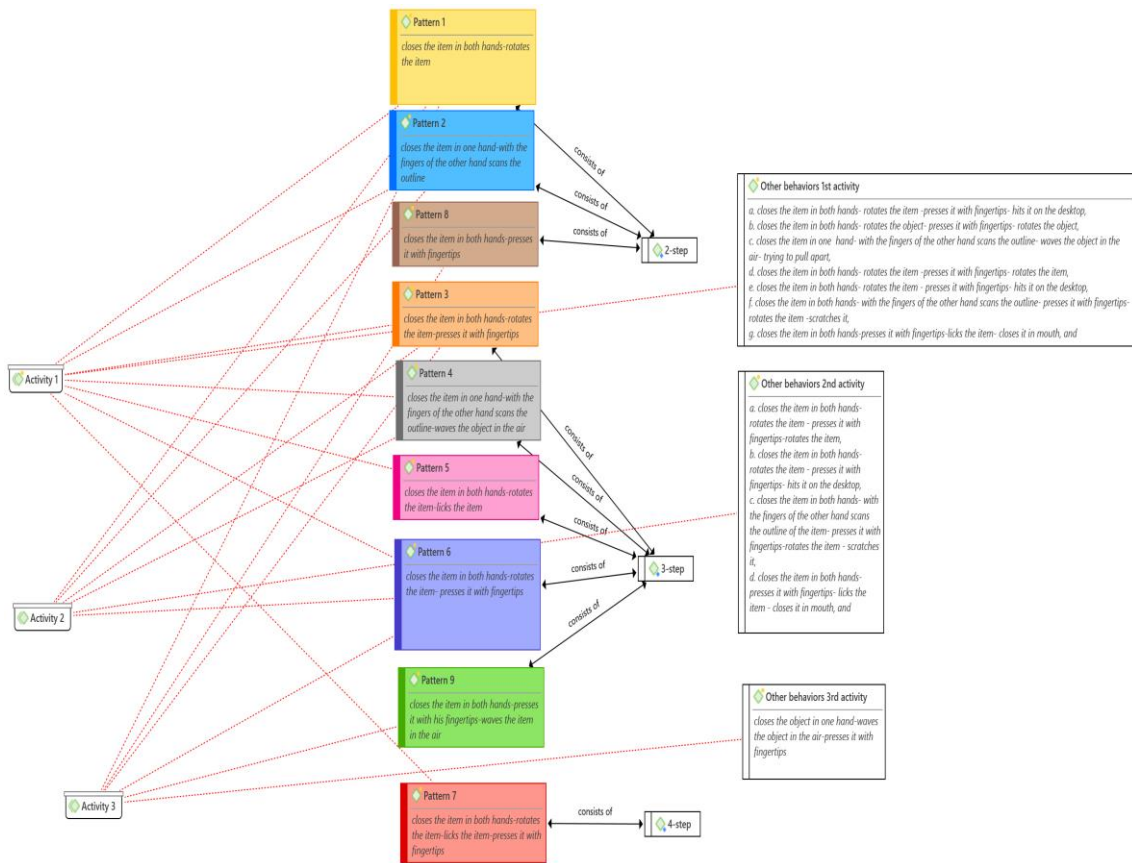 Pattern 1
closes the item in both hands-rotates
the item
Pattern 2
closes the item in one hand-with the
fingers of the other hand scans the
outline
Pattern 8
closes the item in both hands-presses
it with fingertips
Pattern 3
closes the item in both hands-rotates
the item-presses it with fingertips
Pattern 4
closes the item in one hand-with the
fingers of the other hand scans the
outline-waves the object in the air
Pattern 5
closes the item in both hands-rotates
the item-licks the item
Pattern 6
closes the item in both hands-rotates
the item- presses it with fingertips
Pattern 9
closes the item in both hands-presses
it with his fingertips-waves the item
in the air
Pattern 7
closes the item in both hands-rotates
the item-licks the item-presses it with
fingertips
Activity 1
Activity 2
Activity 3
consists of
consists of
consists of
2-step
consists of
consists of
consists of
consists of
consists of
3-step
consists of
4-step
Other behaviors 1st activity
a. closes the item in both hands- rotates the item -presses it with fingertips- hits it on the desktop,
b. closes the item in both hands- rotates the object- presses it with fingertips- rotates the object,
c. closes item in one hand- with the fingers of the other hand scans the outline- waves the object in the
air- trying to pull apart,
d. closes the item in both hands- rotates the item -presses it with fingertips- rotates the item,
e. closes the item in both hands- rotates the item - presses it with fingertips- hits it on the desktop,
f. closes the item in both hands- with the fingers of the other hand scans the outline- presses it with fingertips-
rotates the item -scratches it,
g. closes the item in both hands-presses it with fingertips-licks the item- closes it in mouth, and
Other behaviors 2nd activity
a. closes the item in both hands-
rotates the item - presses it with
fingertips-rotates the item,
b. closes the item in both hands-
rotates the item - presses it with
fingertips- hits it on the desktop,
c. closes the item in both hands- with
the fingers of the other hand scans
the outline of the item- presses it with
fingertips-rotates the item - scratches
it,
d. closes the item in both hands-
presses it with fingertips- licks the
item - closes it in mouth, and
Other behaviors 3rd activity
closes the object in one hand-waves
the object in the air-presses it with
fingertips